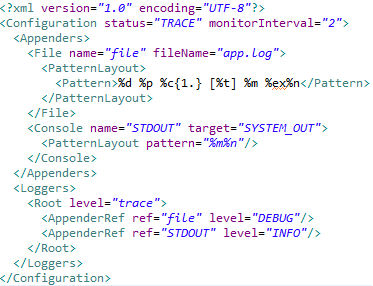 <?xml version="1.0" encoding="UTF-8"?>
<Configuration status="TRACE" monitorInterval="2">
  <Appenders>
    <File name="file" fileName="app.log">
      <PatternLayout>
        <Pattern>%d %p %c{1.} [%t] %m %ex%n</Pattern>
      </PatternLayout>
    </File>
    <Console name="STDOUT" target="SYSTEM_OUT">
      <PatternLayout pattern="%m%n"/>
    </Console>
  </Appenders>
  <Loggers>
    <Root level="trace">
      <AppenderRef ref="file" level="DEBUG"/>
      <AppenderRef ref="STDOUT" level="INFO"/>
    </Root>
  </Loggers>
</Configuration>